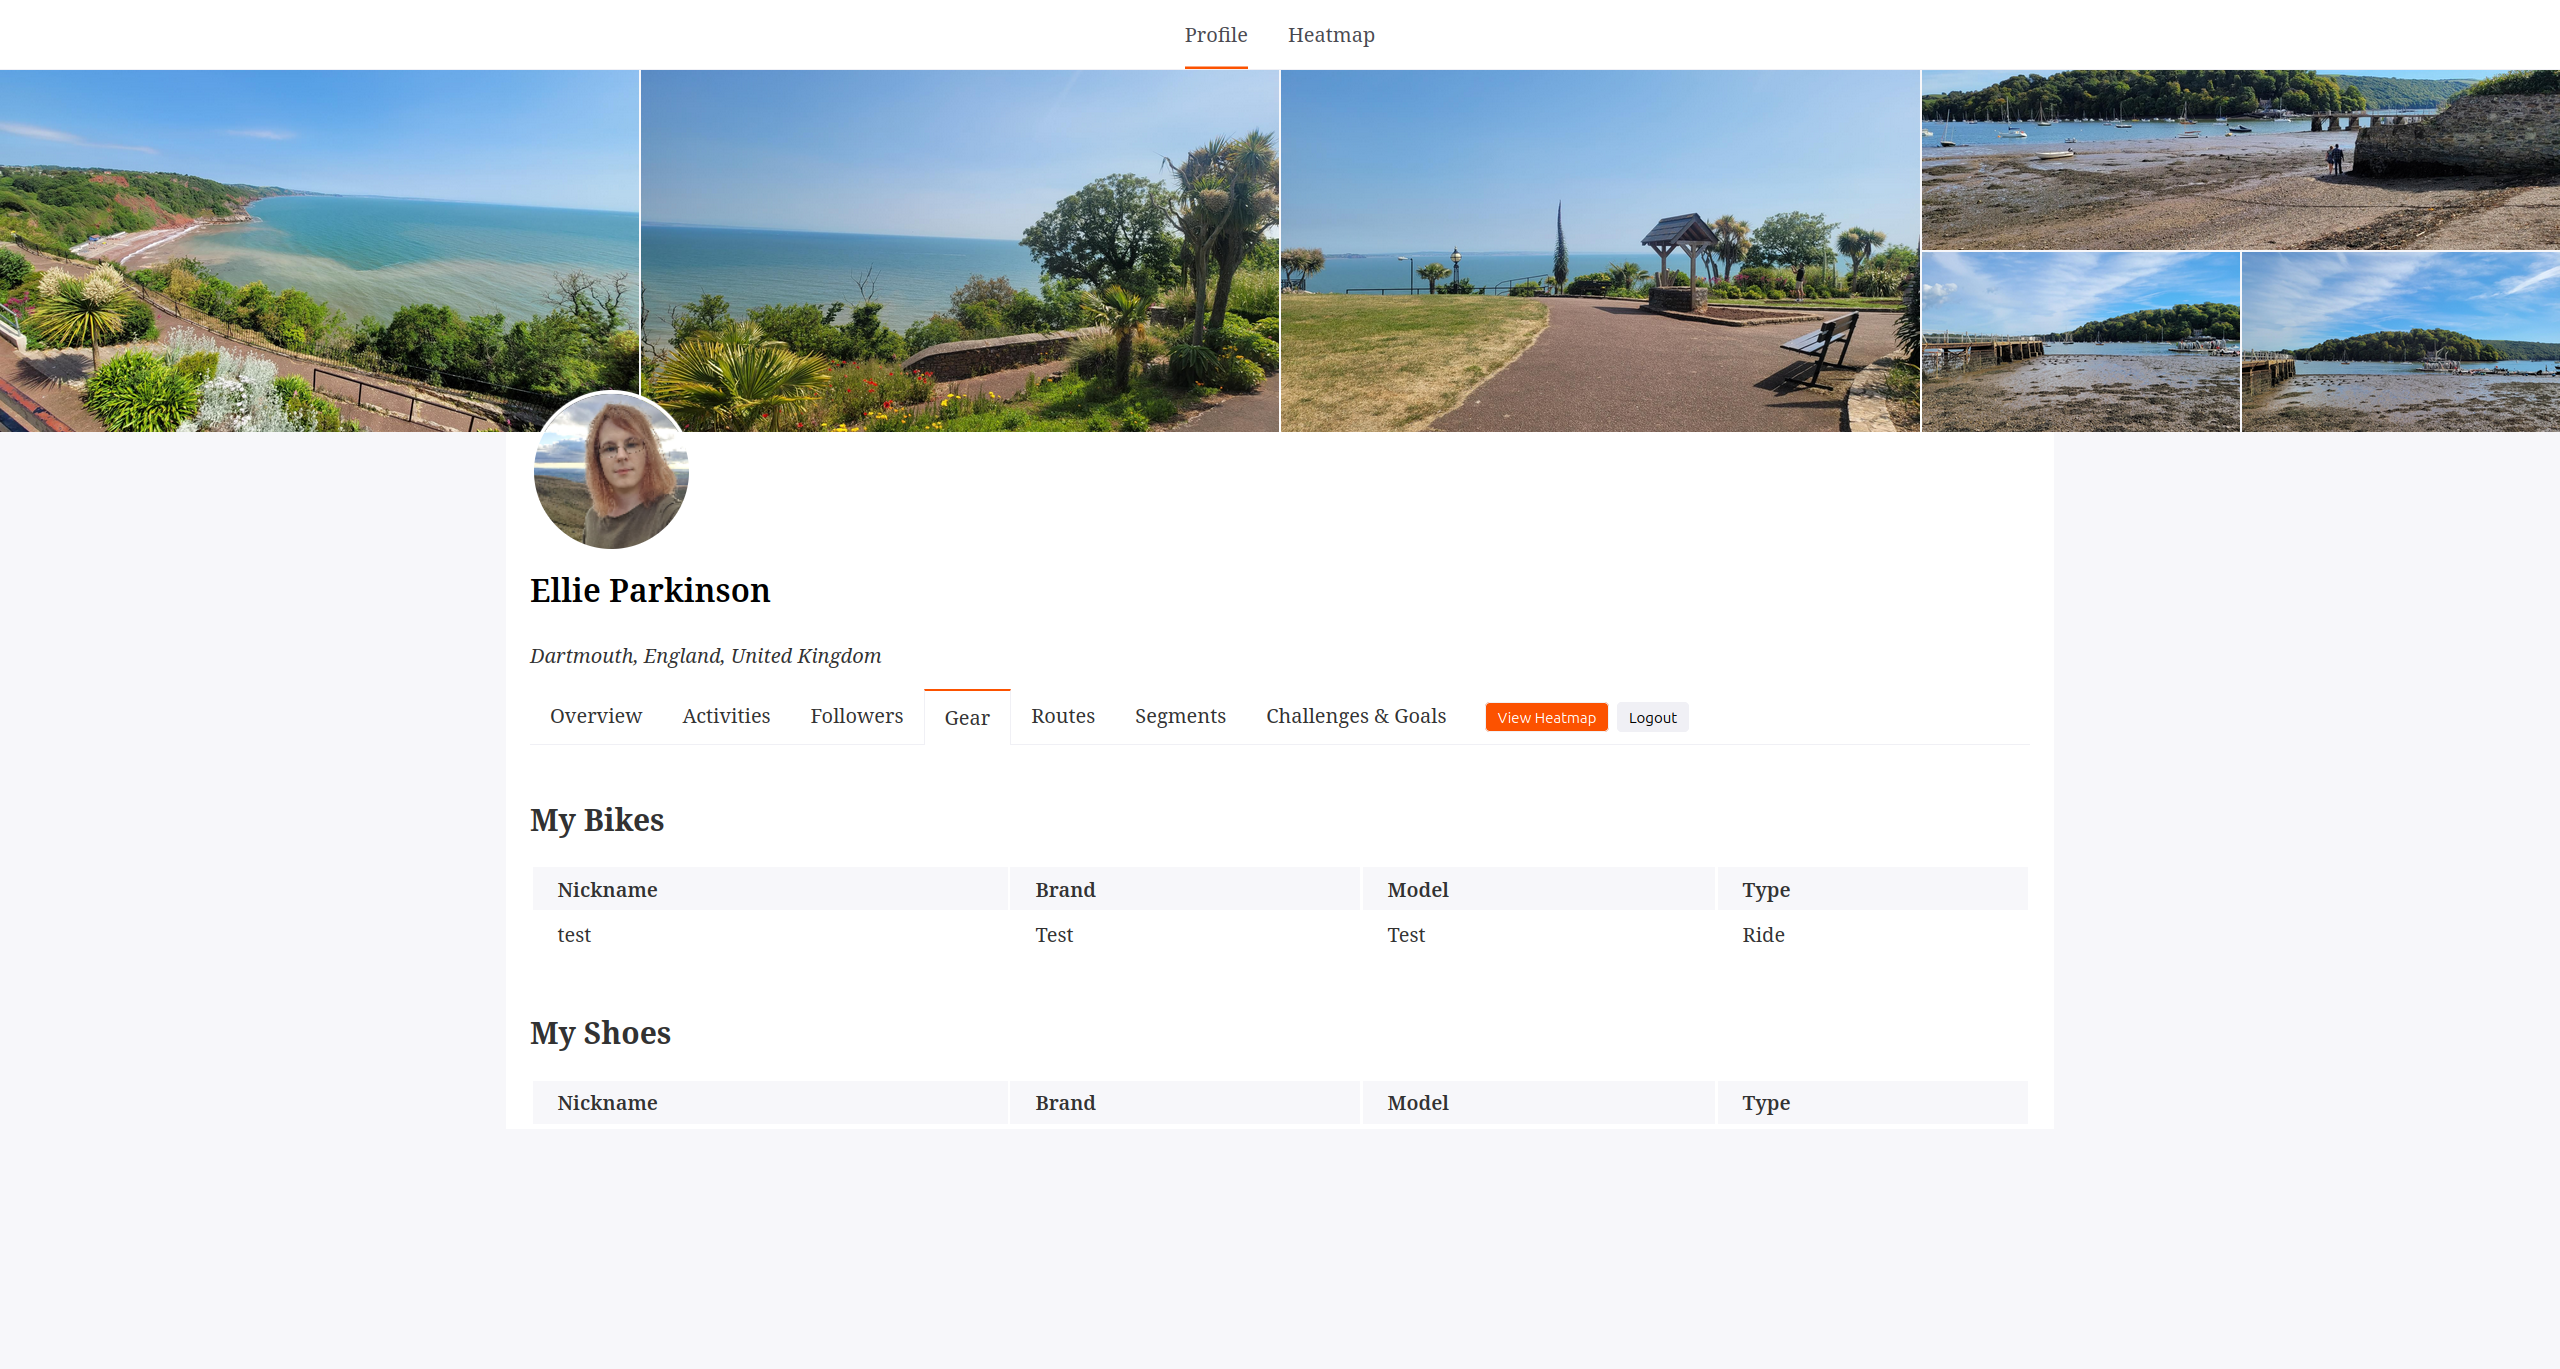 Profile Heatmap
Ellie Parkinson
Dartmouth, England, United Kingdom
Overview Activities Followers Gear Routes Segments Challenges & Goals View Heatmap Logout
My Bikes
Nickname Brand Model Type
test Test Test Ride
My Shoes
Nickname Brand Model Type